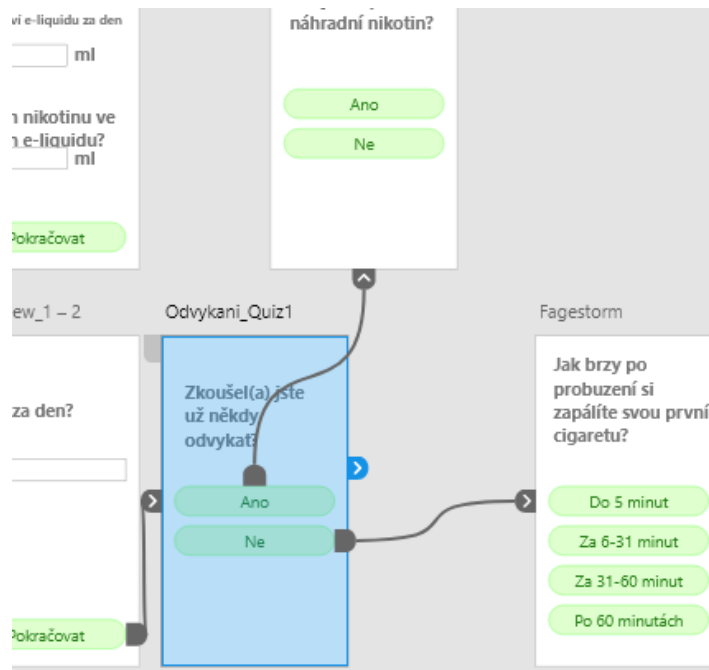 ví e-liquidu za den
ml
nikotinu ve
e-liquidu?
ml
Pokračovat
náhradní nikotin?
Ano
Ne
ew_1 – 2
za den?
Pokračovat
Odvykani_Quiz1
Zkoušel(a) jste
už někdy
odvykat?
Ano
Ne
Fagestorm
Jak brzy po
probuzení si
zapálíte svou první
cigaretu?
Do 5 minut
Za 6-31 minut
Za 31-60 minut
Po 60 minutách